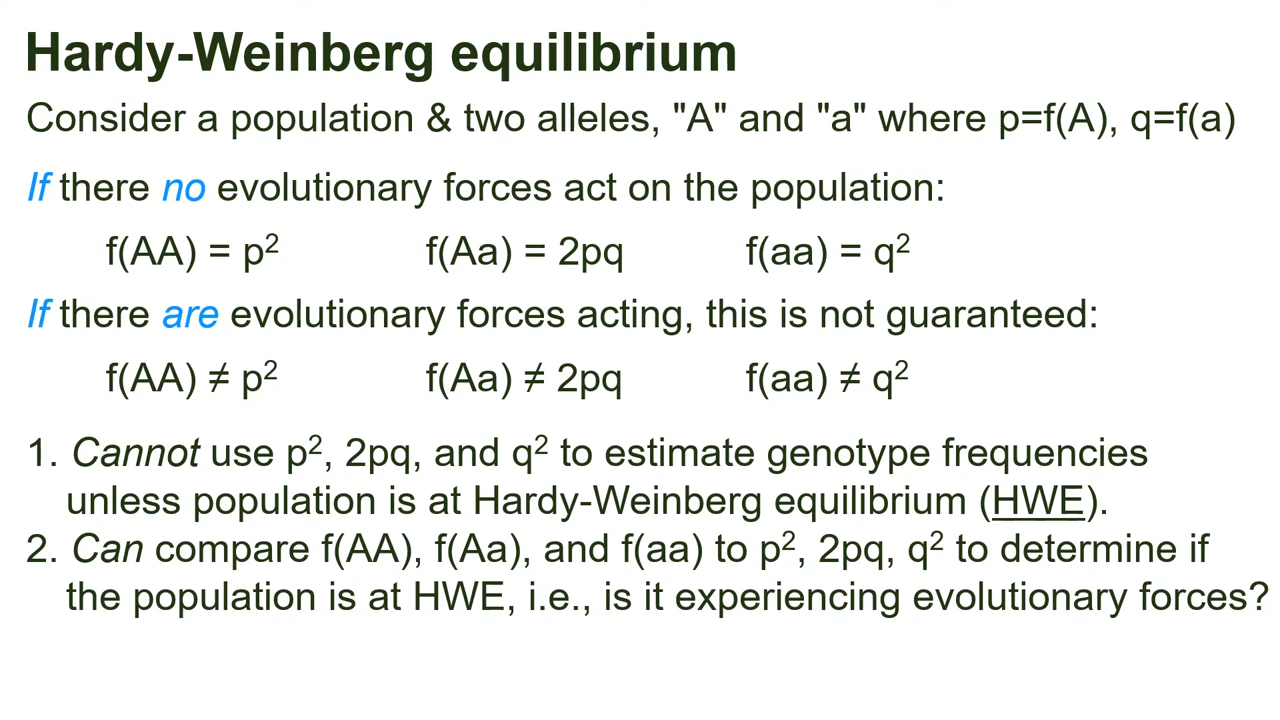 Hardy-Weinberg equilibrium
Consider a population & two alleles, "A" and "a" where p=f(A), q=f(a)
If there no evolutionary forces act on the population:
f(AA) = p² f(Aa) = 2pq f(aa) = q²
If there are evolutionary forces acting, this is not guaranteed:
f(AA) ≠ p² f(Aa) ≠ 2pq f(aa) ≠ q²
1. Cannot use p², 2pq, and q² to estimate genotype frequencies
unless population is at Hardy-Weinberg equilibrium (HWE).
2. Can compare f(AA), f(Aa), and f(aa) to p², 2pq, q² to determine if
the population is at HWE, i.e., is it experiencing evolutionary forces?